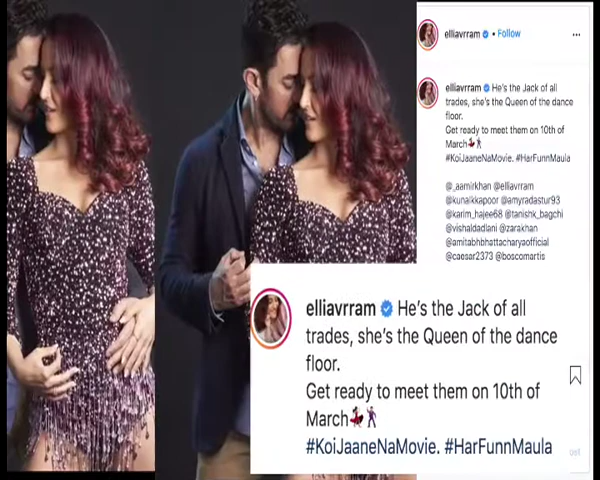 elliavrram • Follow
elliavrram He's the Jack of all
trades, she's the Queen of the dance
floor.
Get ready to meet them on 10th of
March
#KoiJaaneNaMovie. #HarFunnMaula
@_aamirkhan @elliavrram
@kunalkkapoor @amyradastur93
@karim_hajee68 @tanishk_bagchi
@vishaldadlani @zarakhan
@amitabhbhattacharyaofficial
@caesar2373 @boscomartis
elliavrram He's the Jack of all
trades, she's the Queen of the dance
floor.
Get ready to meet them on 10th of
March💃🕺
#KoiJaaneNaMovie. #HarFunnMaula